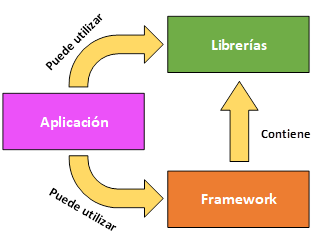 Puede utilizar
Librerías
Aplicación
Contiene
Puede utilizar
Framework